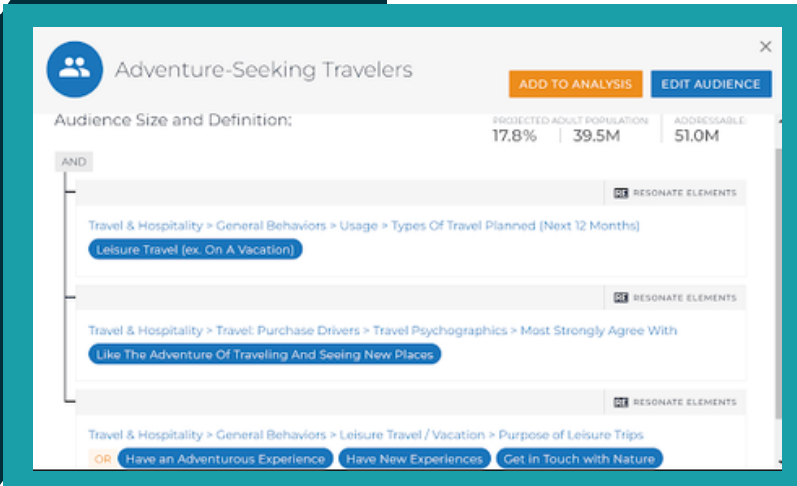 Adventure-Seeking Travelers
×
ADD TO ANALYSIS
EDIT AUDIENCE
Audience Size and Definition:
PROJECTED ADULT POPULATION
ADDRESSABLE
17.8% | 39.5M
51.0M
AND
RE RESONATE ELEMENTS
Travel & Hospitality > General Behaviors > Usage > Types Of Travel Planned (Next 12 Months)
Leisure Travel (ex. On A Vacation)
RE RESONATE ELEMENTS
Travel & Hospitality > Travel: Purchase Drivers > Travel Psychographics > Most Strongly Agree With
Like The Adventure Of Traveling And Seeing New Places
RE RESONATE ELEMENTS
Travel & Hospitality > General Behaviors > Leisure Travel / Vacation > Purpose of Leisure Trips
OR Have an Adventurous Experience Have New Experiences Get in Touch with Nature